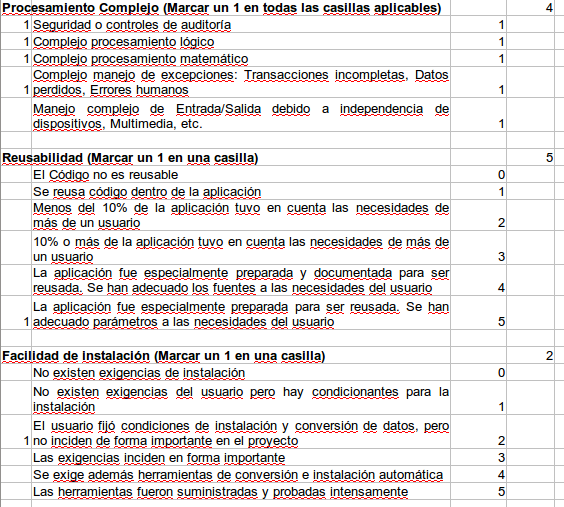 Procesamiento Complejo (Marcar un 1 en todas las casillas aplicables) 4
1 Seguridad o controles de auditoría 1
1 Complejo procesamiento lógico 1
1 Complejo procesamiento matemático 1
Complejo manejo de excepciones: Transacciones incompletas, Datos
1 perdidos, Errores humanos 1
Manejo complejo de Entrada/Salida debido a independencia de
dispositivos, Multimedia, etc. 1
Reusabilidad (Marcar un 1 en una casilla) 5
El Código no es reusable 0
Se reusa código dentro de la aplicación 1
Menos del 10% de la aplicación tuvo en cuenta las necesidades de
más de un usuario 2
10% o más de la aplicación tuvo en cuenta las necesidades de más de
un usuario 3
La aplicación fue especialmente preparada y documentada para ser
reusada. Se han adecuado los fuentes a las necesidades del usuario 4
La aplicación fue especialmente preparada para ser reusada. Se han
1 adecuado parámetros a las necesidades del usuario 5
Facilidad de instalación (Marcar un 1 en una casilla) 2
No existen exigencias de instalación 0
No existen exigencias del usuario pero hay condicionantes para la
instalación 1
El usuario fijó condiciones de instalación y conversión de datos, pero
1 no inciden de forma importante en el proyecto 2
Las exigencias inciden en forma importante 3
Se exige además herramientas de conversión e instalación automática 4
Las herramientas fueron suministradas y probadas intensamente 5